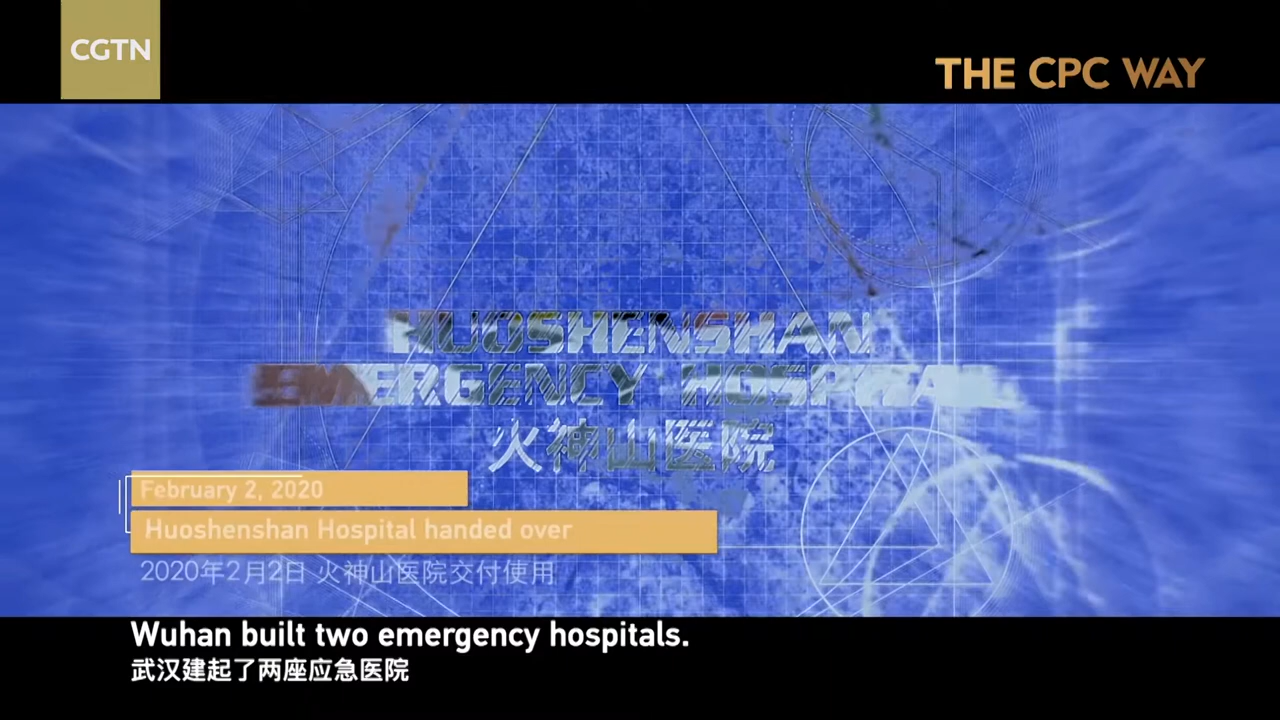 CGTN
THE CPC WAY
HUOSHENSHAN
EMERGENCY HOSPITAL
火神山医院
February 2, 2020
Huoshenshan Hospital handed over
2020年2月2日 火神山医院交付使用
Wuhan built two emergency hospitals.
武汉建起了两座应急医院